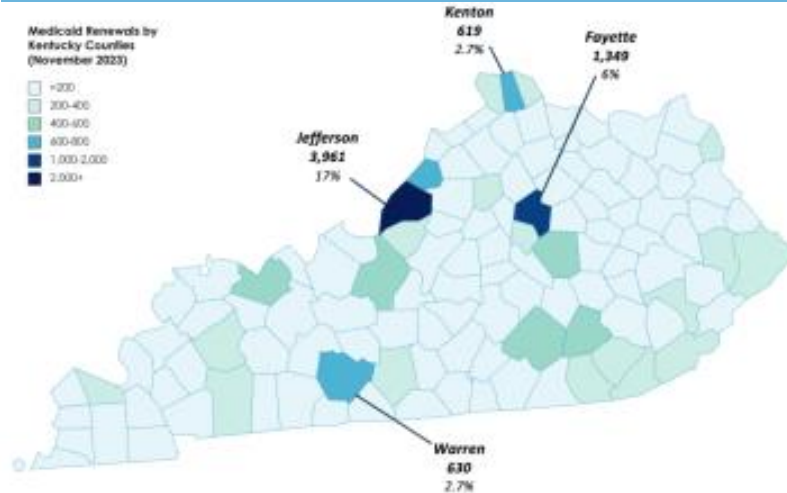 Medicaid Renewals by
Kentucky Counties
(November 2023)
<200
200-400
400-600
600-800
1,000-2,000
2,000+
Kenton
619
2.7%
Fayette
1,349
6%
Jefferson
3,961
17%
Warren
630
2.7%